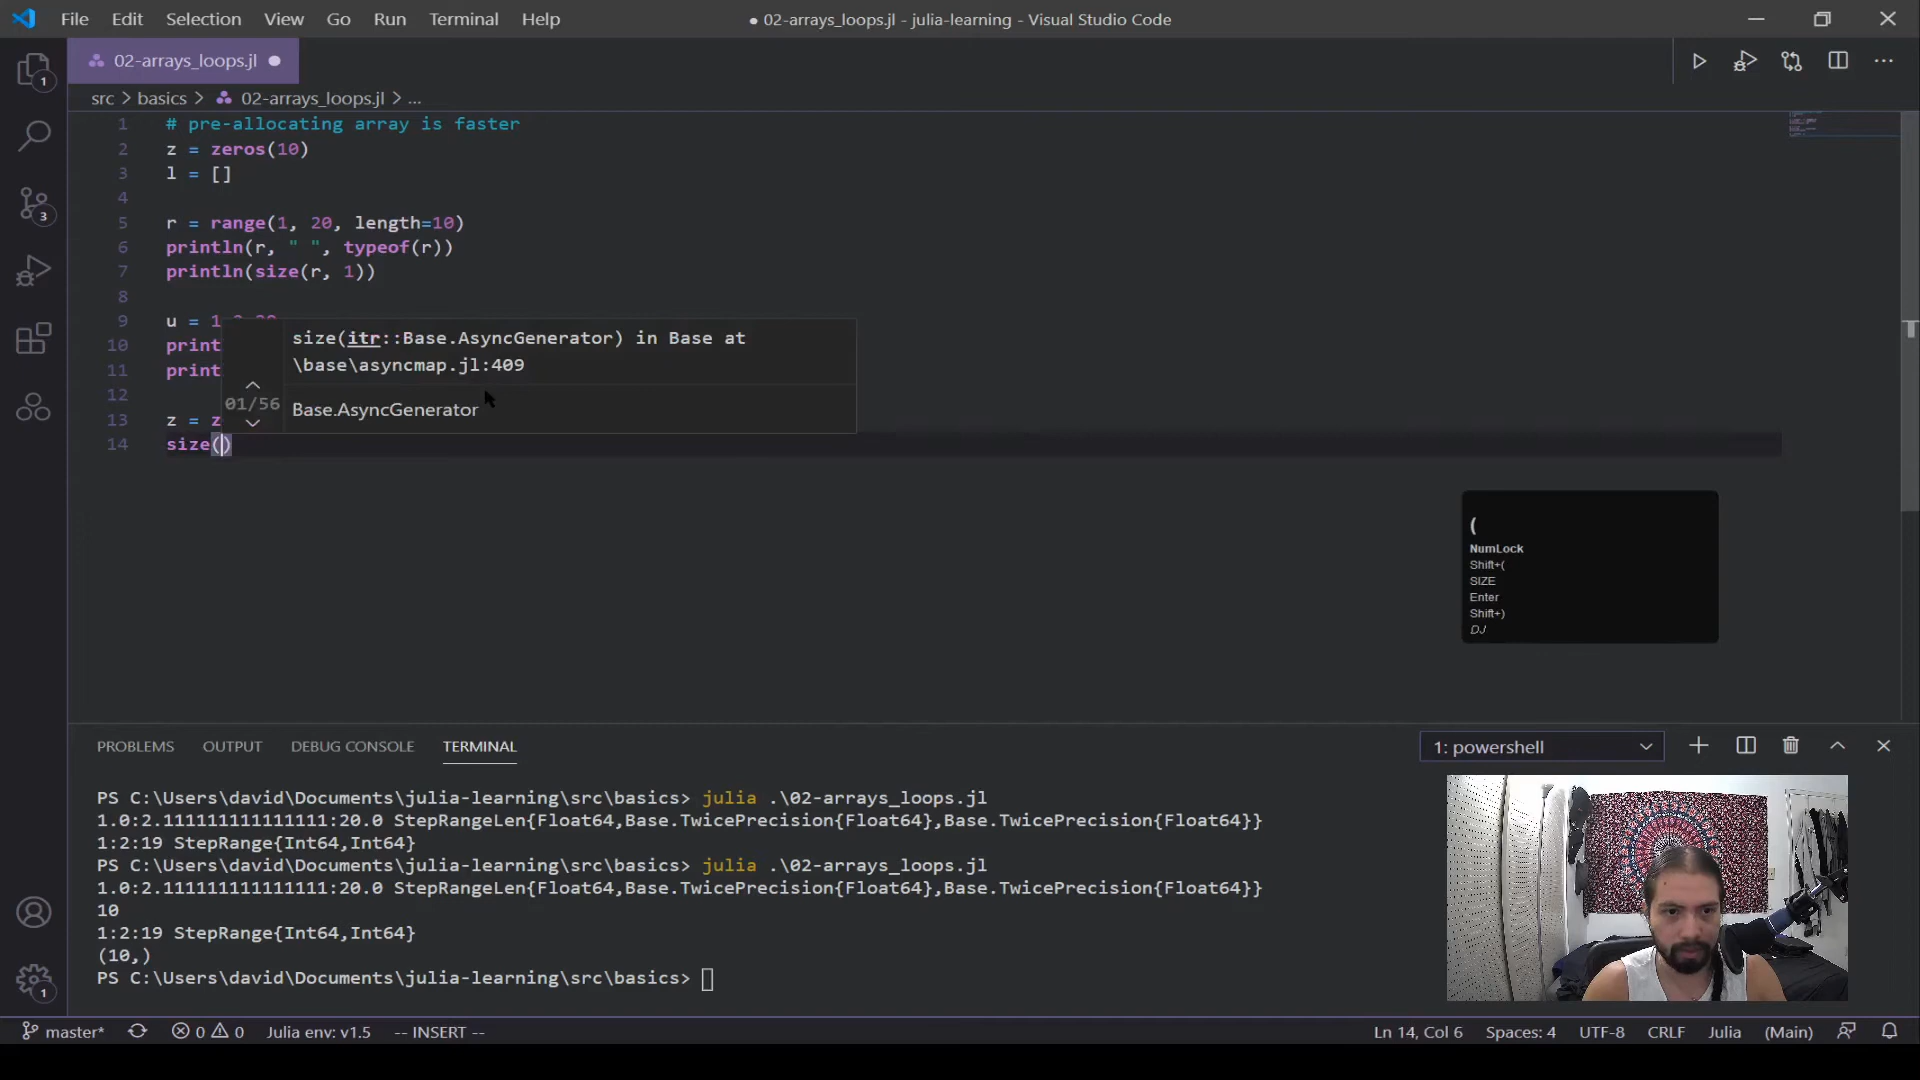 File Edit Selection View Go Run Terminal Help
● 02-arrays_loops.jl - julia-learning - Visual Studio Code
02-arrays_loops.jl
src > basics > 02-arrays_loops.jl > ...
1 # pre-allocating array is faster
2 z = zeros(10)
3 l = []
4
5 r = range(1, 20, length=10)
6 println(r, " ", typeof(r))
7 println(size(r, 1))
8
9 u = 1
10 print
11 print
12
13 z = z
14 size()
size(itr::Base.AsyncGenerator) in Base at
\base\asyncmap.jl:409
01/56
Base.AsyncGenerator
(
NumLock
Shift+(
SIZE
Enter
Shift+)
DJ
1
3
1
PROBLEMS OUTPUT DEBUG CONSOLE TERMINAL
1: powershell
PS C:\Users\david\Documents\julia-learning\src\basics> julia .\02-arrays_loops.jl
1.0:2.111111111111111:20.0 StepRangeLen{Float64,Base.TwicePrecision{Float64},Base.TwicePrecision{Float64}}
1:2:19 StepRange{Int64,Int64}
PS C:\Users\david\Documents\julia-learning\src\basics> julia .\02-arrays_loops.jl
1.0:2.111111111111111:20.0 StepRangeLen{Float64,Base.TwicePrecision{Float64},Base.TwicePrecision{Float64}}
10
1:2:19 StepRange{Int64,Int64}
(10,)
PS C:\Users\david\Documents\julia-learning\src\basics>
master* 0 0 Julia env: v1.5 -- INSERT --
Ln 14, Col 6 Spaces: 4 UTF-8 CRLF Julia (Main)